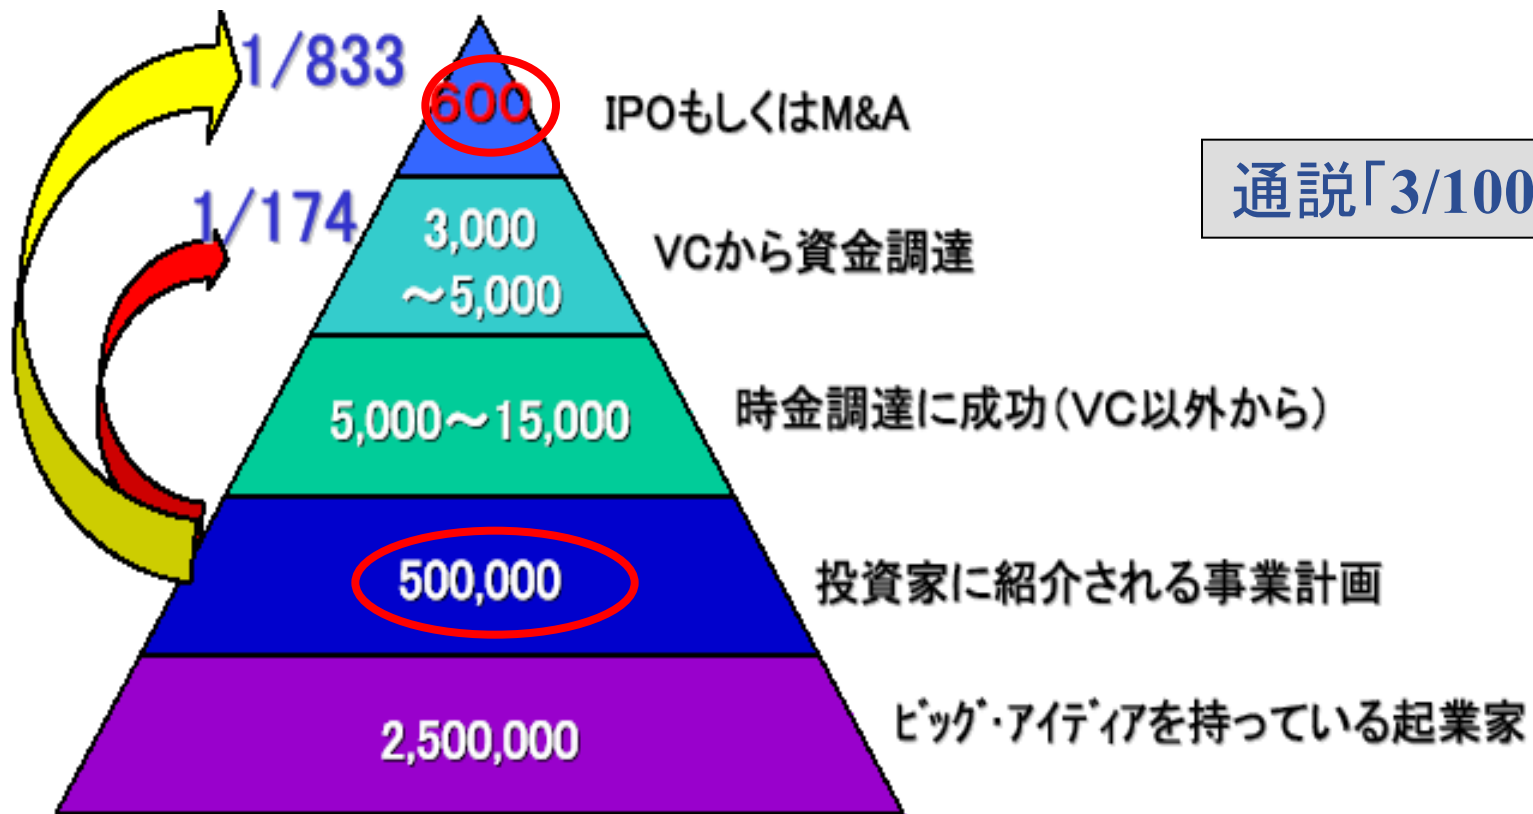 1/833
600
IPOもしくはM&A
通説「3/100
1/174
3,000
～5,000
VCから資金調達
5,000～15,000
時金調達に成功（VC以外から）
500,000
投資家に紹介される事業計画
2,500,000
ﾋﾞｯｸﾞ･ｱｲﾃﾞｨｱを持っている起業家